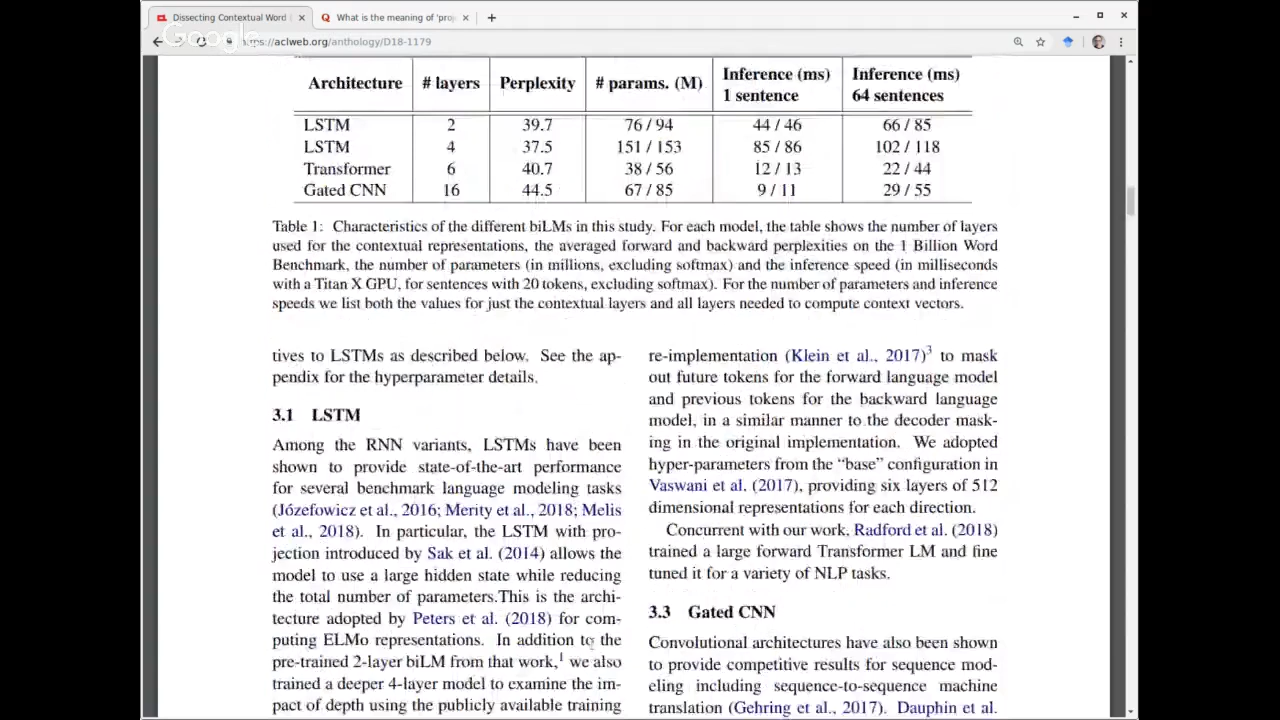 Dissecting Contextual Word
What is the meaning of 'proj
Google
https://aclweb.org/anthology/D18-1179
Architecture # layers Perplexity # params. (M) Inference (ms) 1 sentence Inference (ms) 64 sentences
LSTM 2 39.7 76 / 94 44 / 46 66 / 85
LSTM 4 37.5 151 / 153 85 / 86 102 / 118
Transformer 6 40.7 38 / 56 12 / 13 22 / 44
Gated CNN 16 44.5 67 / 85 9 / 11 29 / 55
Table 1: Characteristics of the different biLMs in this study. For each model, the table shows the number of layers
used for the contextual representations, the averaged forward and backward perplexities on the 1 Billion Word
Benchmark, the number of parameters (in millions, excluding softmax) and the inference speed (in milliseconds
with a Titan X GPU, for sentences with 20 tokens, excluding softmax). For the number of parameters and inference
speeds we list both the values for just the contextual layers and all layers needed to compute context vectors.
tives to LSTMs as described below. See the ap-
pendix for the hyperparameter details.
3.1 LSTM
Among the RNN variants, LSTMs have been
shown to provide state-of-the-art performance
for several benchmark language modeling tasks
(Józefowicz et al., 2016; Merity et al., 2018; Melis
et al., 2018). In particular, the LSTM with pro-
jection introduced by Sak et al. (2014) allows the
model to use a large hidden state while reducing
the total number of parameters.This is the archi-
tecture adopted by Peters et al. (2018) for com-
puting ELMo representations. In addition to the
pre-trained 2-layer biLM from that work,1 we also
trained a deeper 4-layer model to examine the im-
pact of depth using the publicly available training
re-implementation (Klein et al., 2017)3 to mask
out future tokens for the forward language model
and previous tokens for the backward language
model, in a similar manner to the decoder mask-
ing in the original implementation. We adopted
hyper-parameters from the “base” configuration in
Vaswani et al. (2017), providing six layers of 512
dimensional representations for each direction.
Concurrent with our work, Radford et al. (2018)
trained a large forward Transformer LM and fine
tuned it for a variety of NLP tasks.
3.3 Gated CNN
Convolutional architectures have also been shown
to provide competitive results for sequence mod-
eling including sequence-to-sequence machine
translation (Gehring et al., 2017). Dauphin et al.